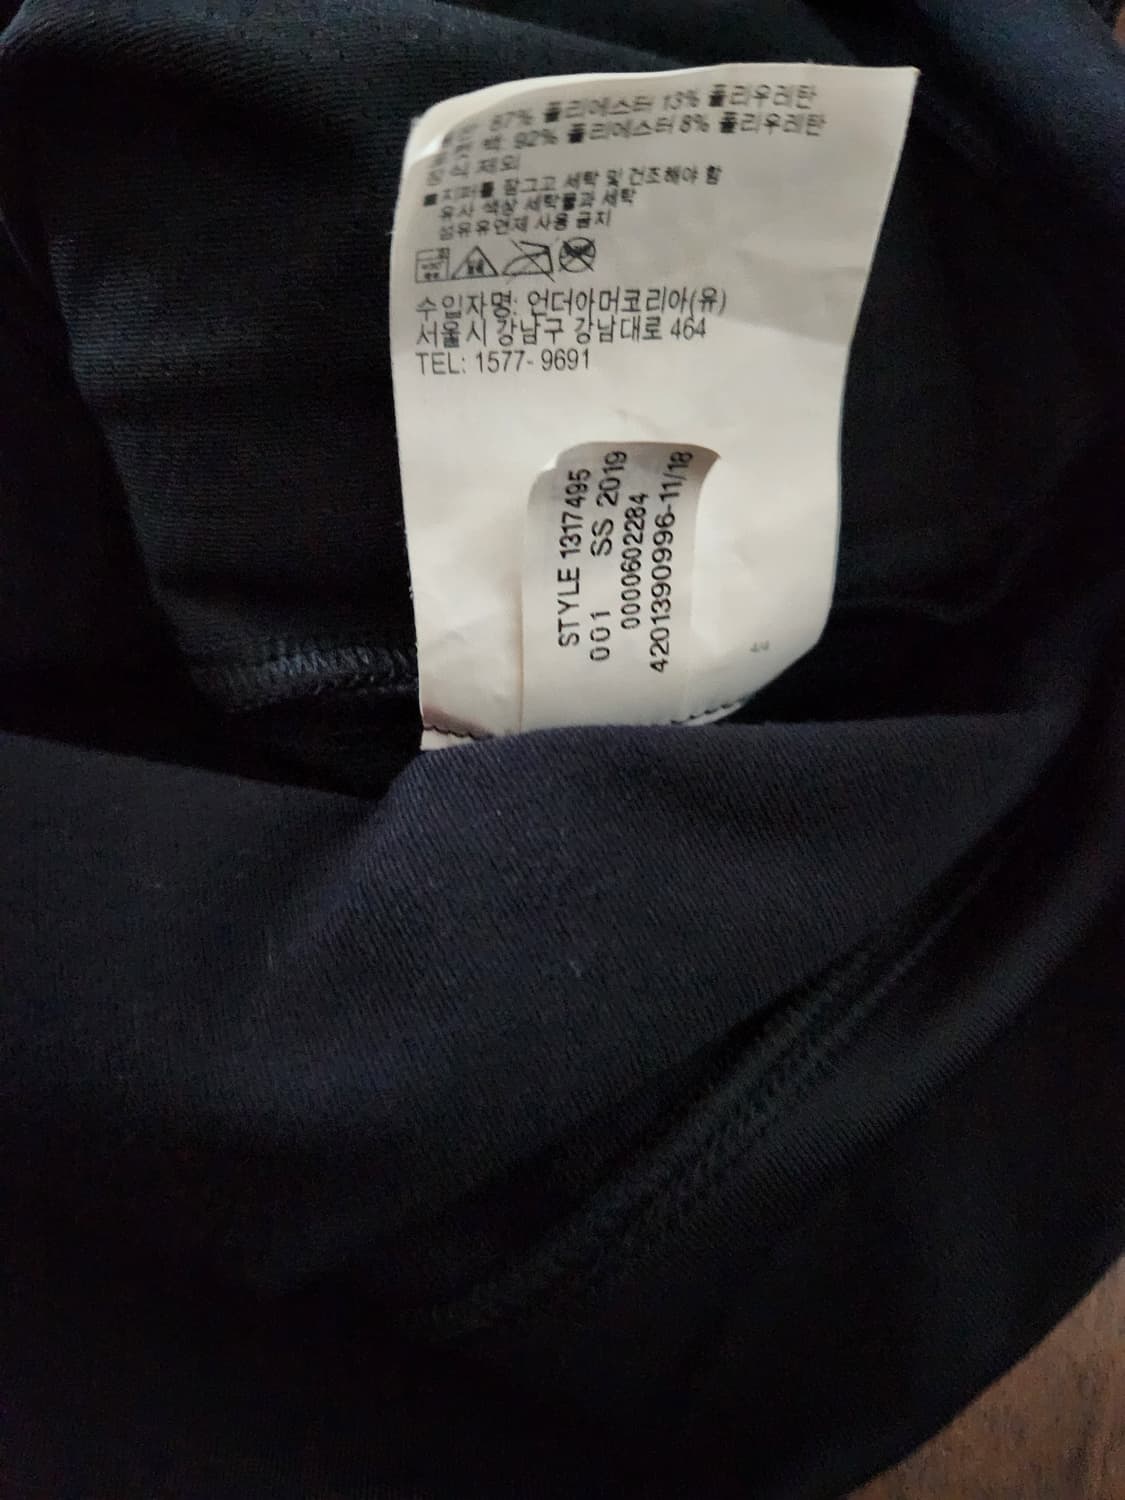 87% 폴리에스터 13% 폴리우레탄
92% 폴리에스터 8% 폴리우레탄
제외
지퍼를 잠그고 세탁 및 건조해야 함
유사 색상 세탁물과 세탁
섬유유연제 사용 금지
수입자명: 언더아머코리아(유)
서울시 강남구 강남대로 464
TEL: 1577- 9691
STYLE 1317495
001 SS 2019
0000602284
4201390996-11/18
4/4